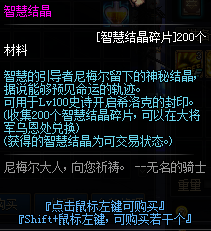 智慧结晶
[智慧结晶碎片]200个
材料
智慧的引导者尼梅尔留下的神秘结晶，
据说能够预见命运的轨迹。
可用于Lv100史诗开启希洛克的封印。
(收集200个智慧结晶碎片，可以在大将
军乌恩处兑换)
(获得的智慧结晶为可交易状态。)
尼梅尔大人，向您祈祷。 --无名的骑士
『点击鼠标左键可购买』
『Shift+鼠标左键，可购买若干个』